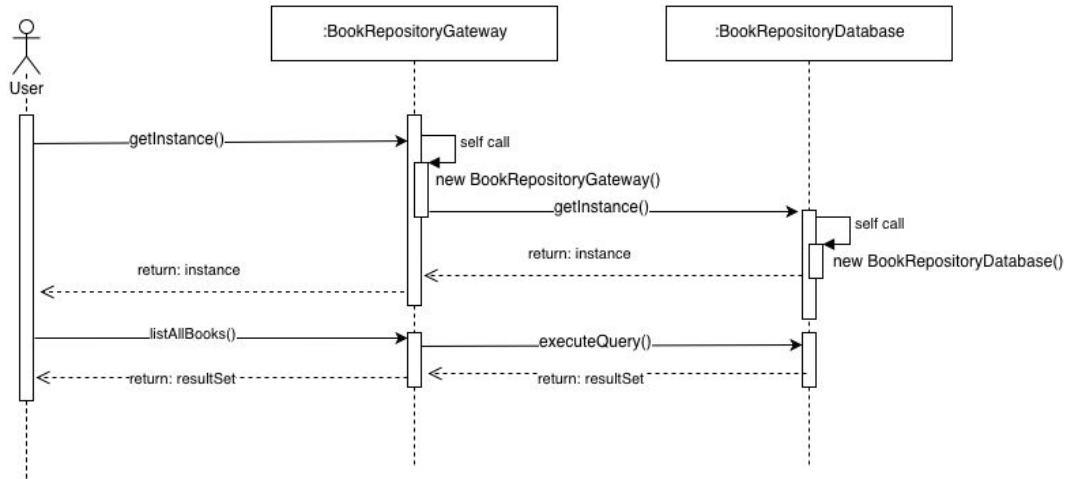 :BookRepositoryGateway
:BookRepositoryDatabase
User
getInstance()
self call
new BookRepositoryGateway()
getInstance()
self call
return: instance
new BookRepositoryDatabase()
return: instance
listAllBooks()
executeQuery()
return: resultSet
return: resultSet